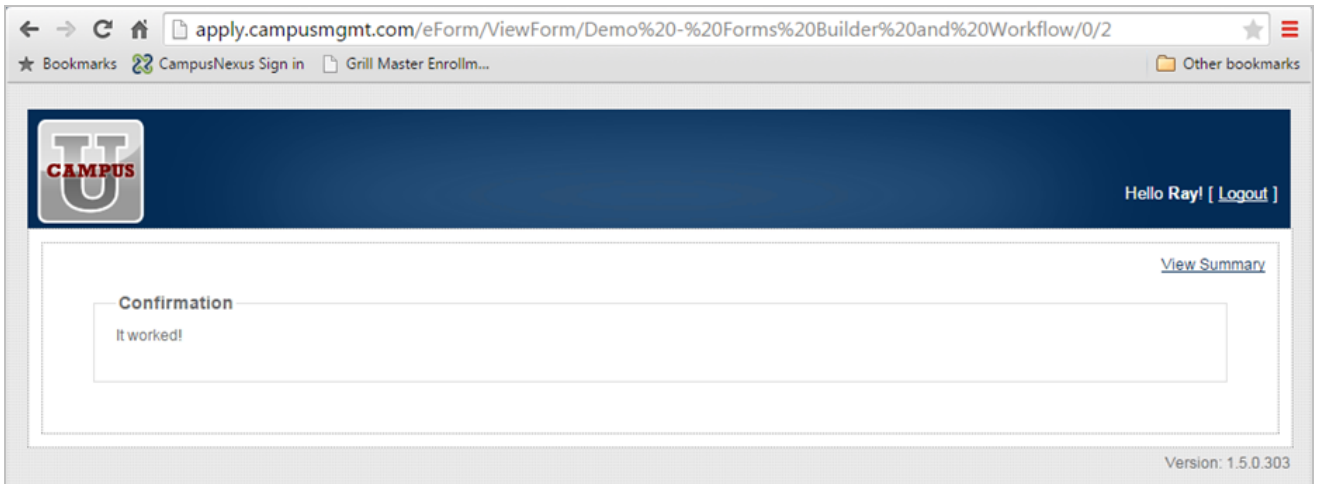 apply.campusmgmt.com/eForm/ViewForm/Demo%20-%20Forms%20Builder%20and%20Workflow/0/2
Bookmarks CampusNexus Sign in Grill Master Enrollm... Other bookmarks
U
CAMPUS
Hello Ray! [ Logout ]
View Summary
Confirmation
It worked!
Version: 1.5.0.303